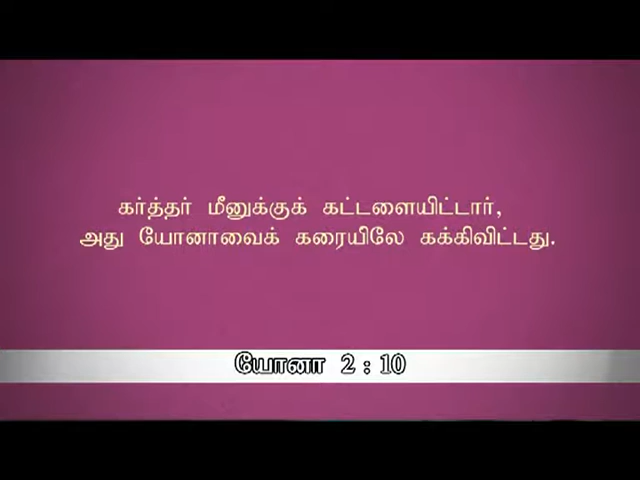 கர்த்தர் மீனுக்குக் கட்டளையிட்டார்,
அது யோனாவைக் கரையிலே கக்கிவிட்டது.
யோனா 2 : 10